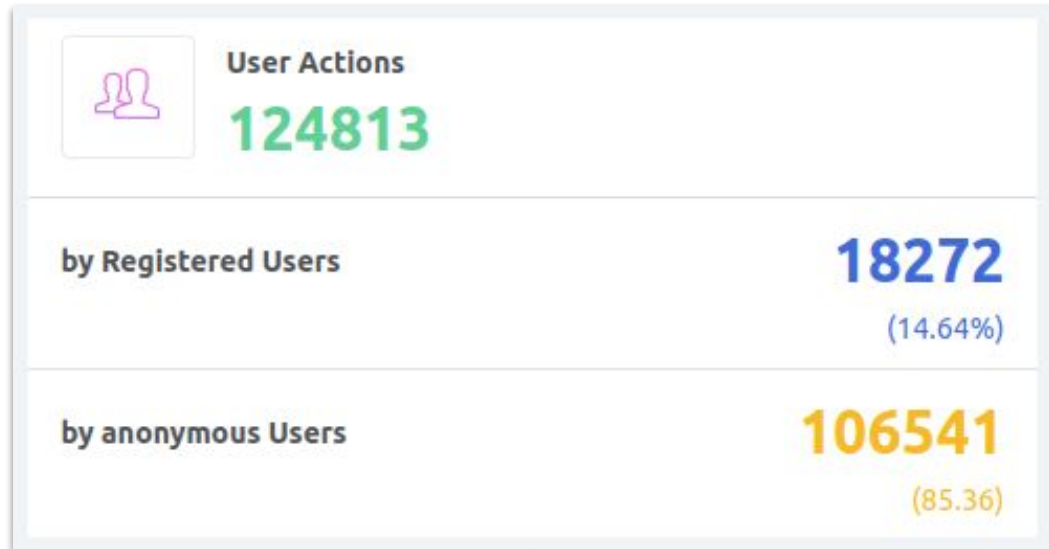 User Actions
124813
by Registered Users
18272
(14.64%)
by anonymous Users
106541
(85.36)